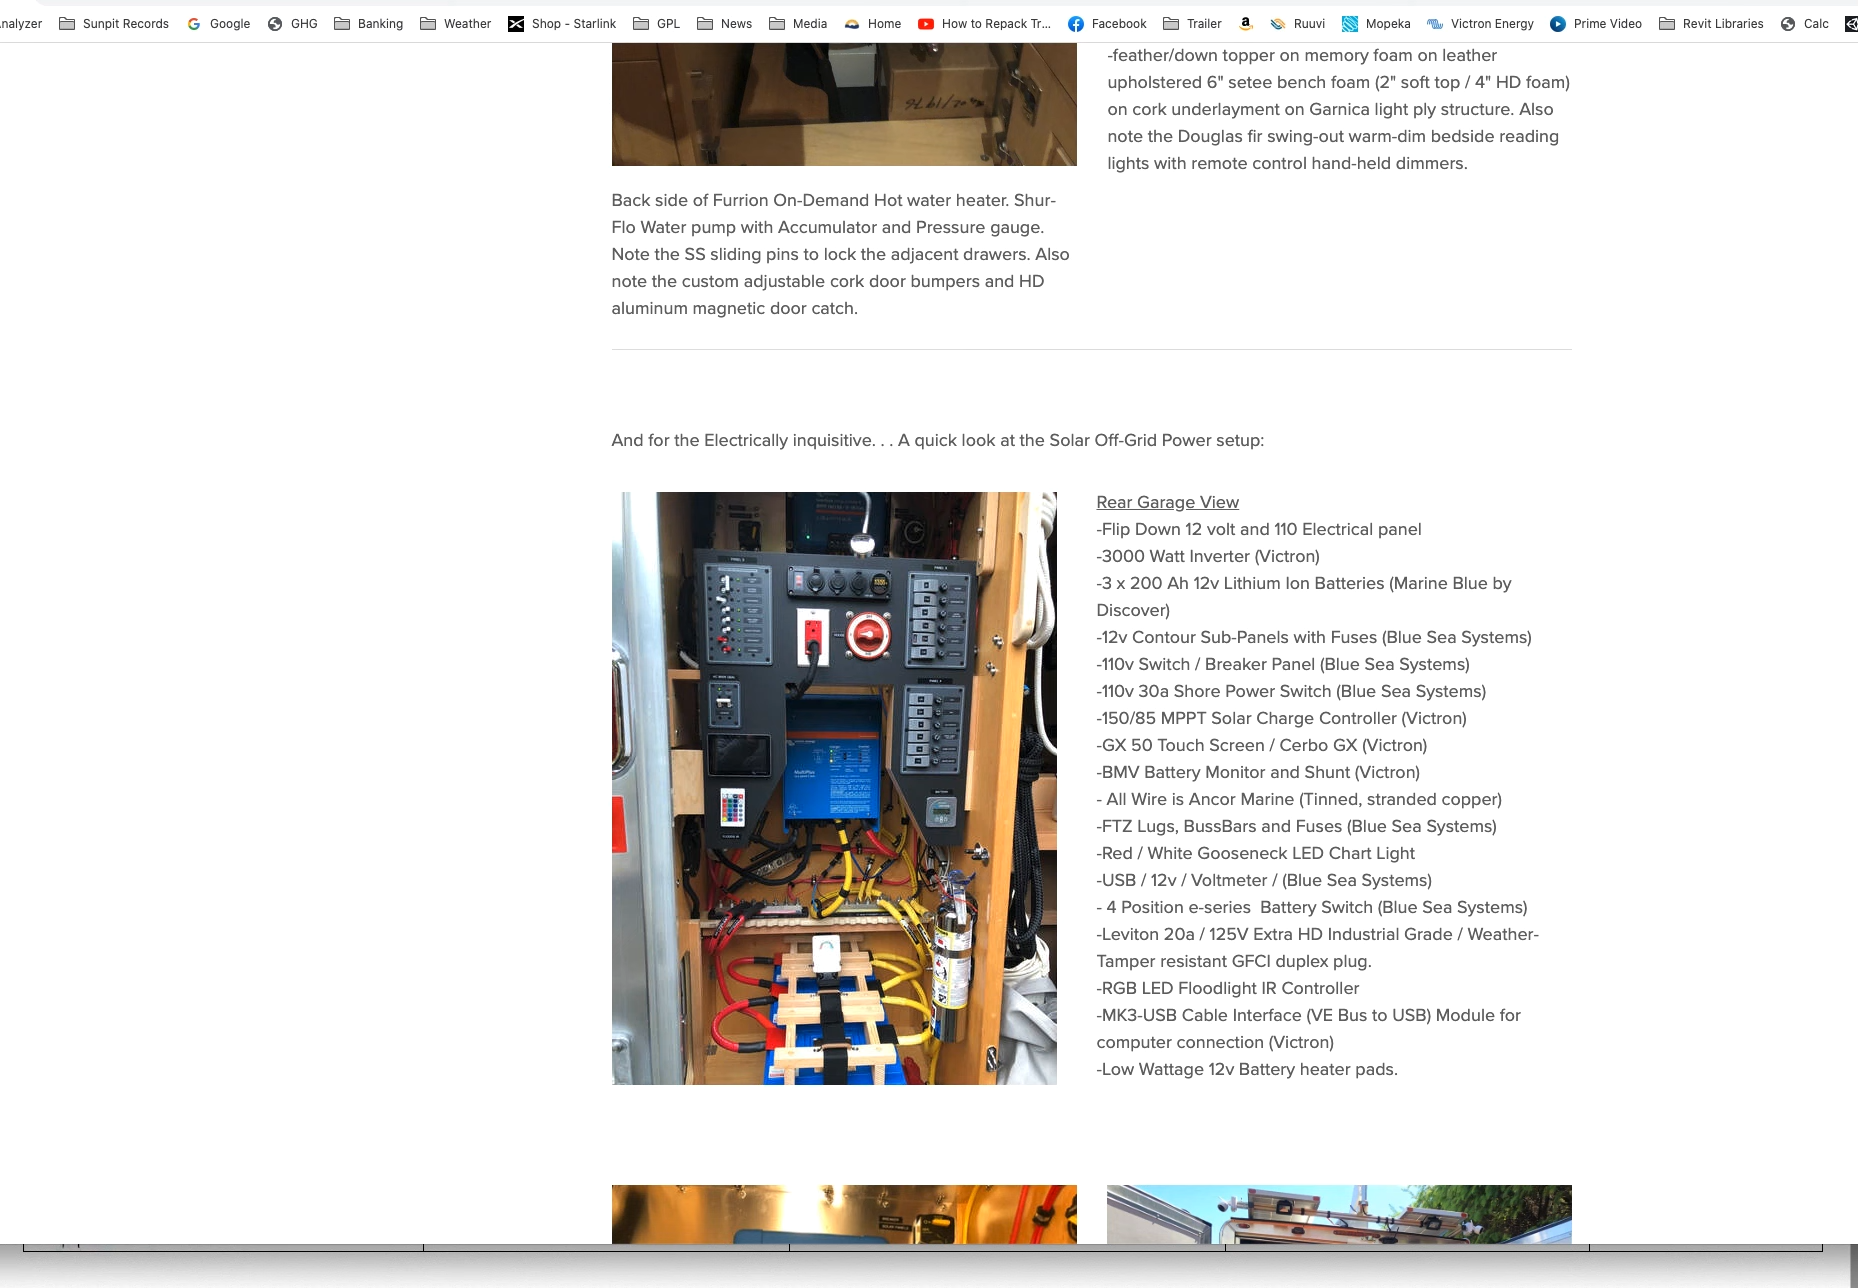 nalyzer Sunpit Records Google GHG Banking Weather Shop - Starlink GPL News Media Home How to Repack Tr... Facebook Trailer Ruuvi Mopeka Victron Energy Prime Video Revit Libraries Calc
-feather/down topper on memory foam on leather
upholstered 6" setee bench foam (2" soft top / 4" HD foam)
on cork underlayment on Garnica light ply structure. Also
note the Douglas fir swing-out warm-dim bedside reading
lights with remote control hand-held dimmers.
Back side of Furrion On-Demand Hot water heater. Shur-
Flo Water pump with Accumulator and Pressure gauge.
Note the SS sliding pins to lock the adjacent drawers. Also
note the custom adjustable cork door bumpers and HD
aluminum magnetic door catch.
And for the Electrically inquisitive. . . A quick look at the Solar Off-Grid Power setup:
MultiPlus
Rear Garage View
-Flip Down 12 volt and 110 Electrical panel
-3000 Watt Inverter (Victron)
-3 x 200 Ah 12v Lithium Ion Batteries (Marine Blue by
Discover)
-12v Contour Sub-Panels with Fuses (Blue Sea Systems)
-110v Switch / Breaker Panel (Blue Sea Systems)
-110v 30a Shore Power Switch (Blue Sea Systems)
-150/85 MPPT Solar Charge Controller (Victron)
-GX 50 Touch Screen / Cerbo GX (Victron)
-BMV Battery Monitor and Shunt (Victron)
- All Wire is Ancor Marine (Tinned, stranded copper)
-FTZ Lugs, BussBars and Fuses (Blue Sea Systems)
-Red / White Gooseneck LED Chart Light
-USB / 12v / Voltmeter / (Blue Sea Systems)
- 4 Position e-series  Battery Switch (Blue Sea Systems)
-Leviton 20a / 125V Extra HD Industrial Grade / Weather-
Tamper resistant GFCI duplex plug.
-RGB LED Floodlight IR Controller
-MK3-USB Cable Interface (VE Bus to USB) Module for
computer connection (Victron)
-Low Wattage 12v Battery heater pads.